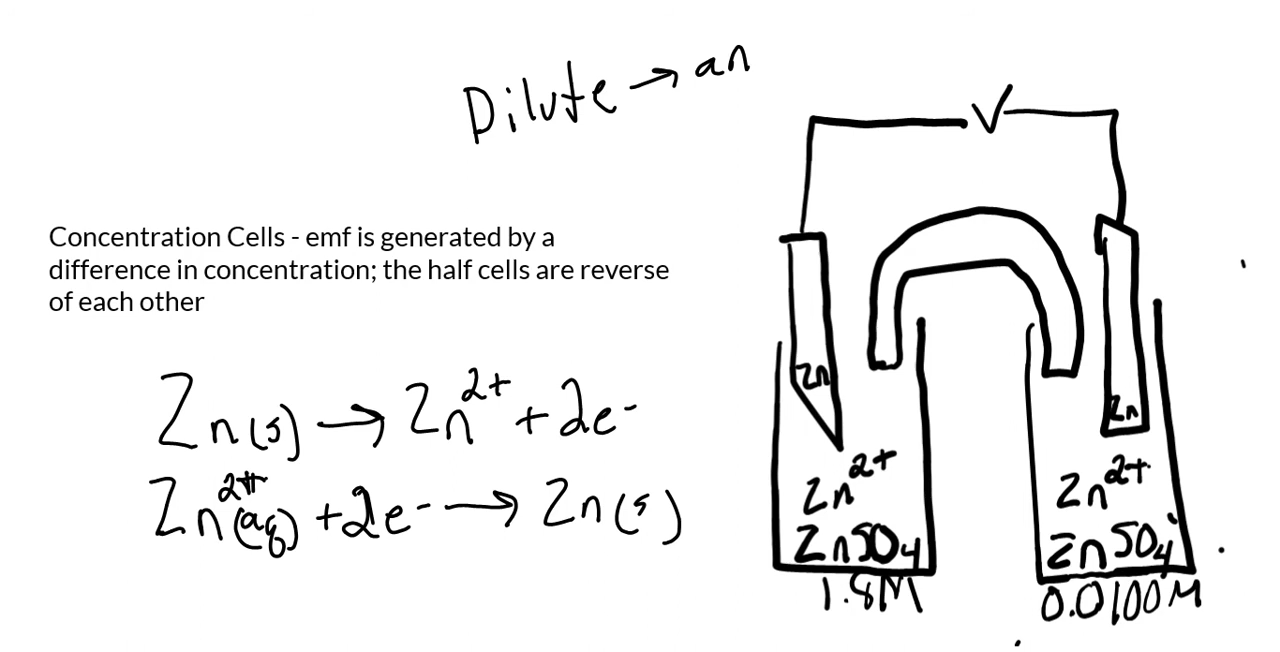 Dilute → an
V
Concentration Cells - emf is generated by a
difference in concentration; the half cells are reverse
of each other
Zn(s) → Zn²⁺ + 2e⁻
Zn²⁺(aq) + 2e⁻ → Zn(s)
Zn
Zn²⁺
ZnSO₄
1.8M
Zn
Zn²⁺
ZnSO₄
0.0100M